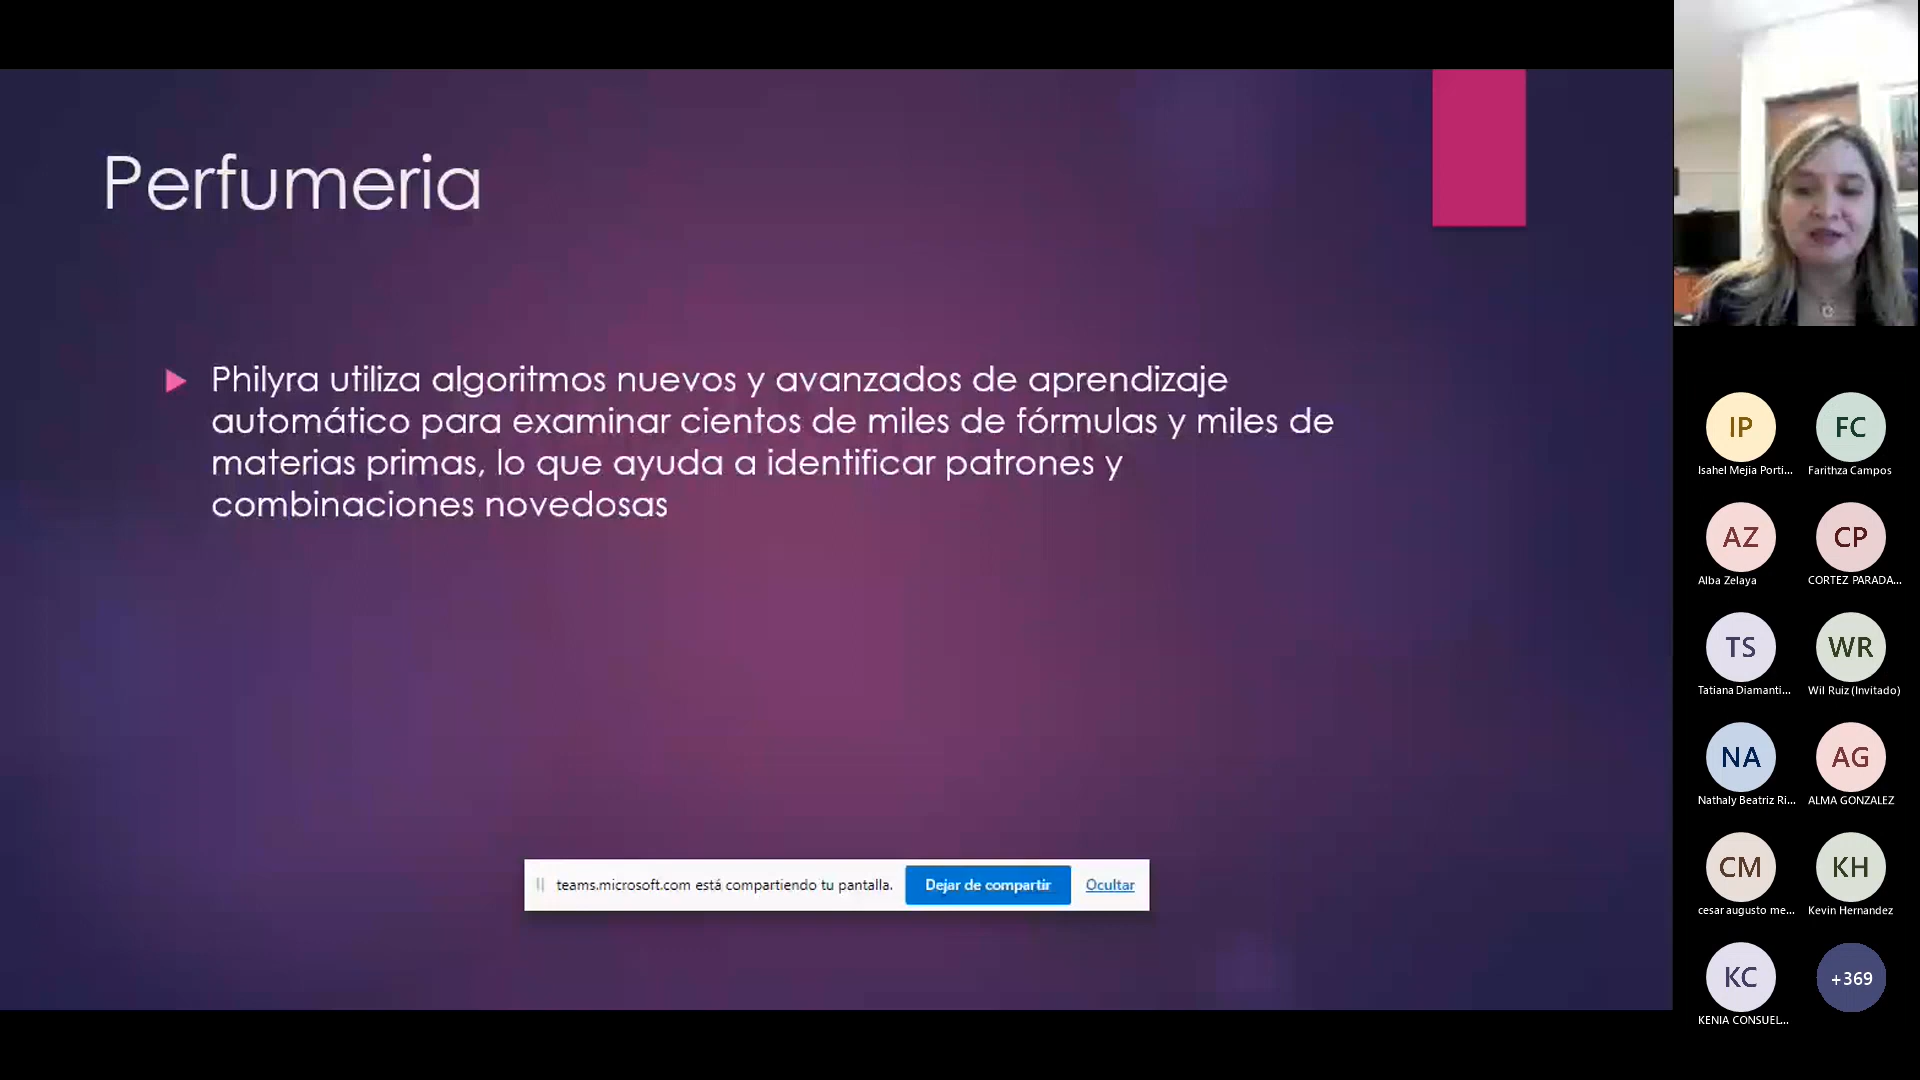 Perfumeria
Philyra utiliza algoritmos nuevos y avanzados de aprendizaje
automático para examinar cientos de miles de fórmulas y miles de
materias primas, lo que ayuda a identificar patrones y
combinaciones novedosas
teams.microsoft.com está compartiendo tu pantalla.
Dejar de compartir
Ocultar
IP
FC
Isahel Mejia Porti...
Farithza Campos
AZ
CP
Alba Zelaya
CORTEZ PARADA...
TS
WR
Tatiana Diamanti...
Wil Ruiz (Invitado)
NA
AG
Nathaly Beatriz Ri...
ALMA GONZALEZ
CM
KH
cesar augusto me...
Kevin Hernandez
KC
+369
KENIA CONSUEL...